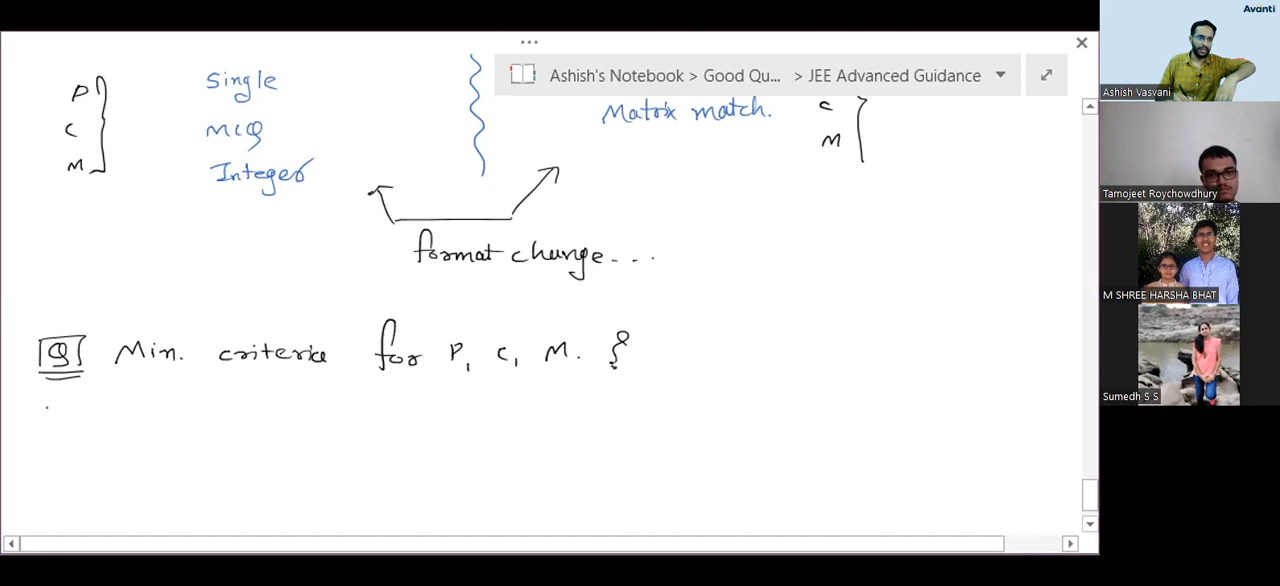 Avanti
Ashish's Notebook > Good Qu... > JEE Advanced Guidance
Ashish Vasvani
P
C
M
Single
MCQ
Integer
Matrix match.
C
M
format change...
Tamojeet Roychowdhury
M SHREE HARSHA BHAT
Q Min. criteria for P, C, M. ?
Sumedh S S